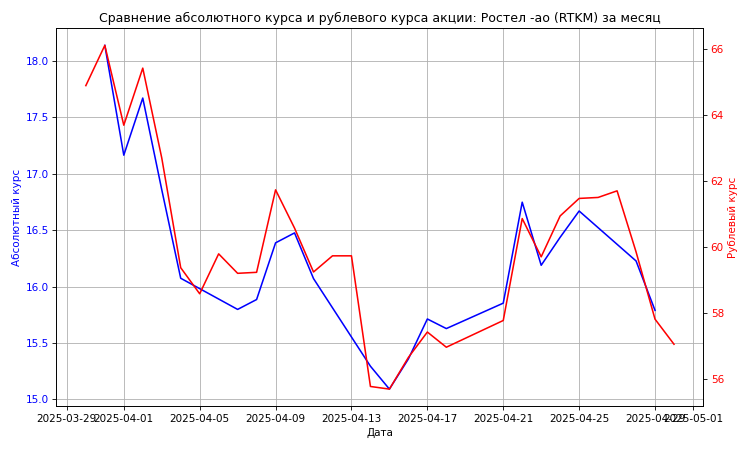 Сравнение абсолютного курса и рублевого курса акции: Ростел -ао (RTKM) за месяц
18.0
17.5
17.0
16.5
16.0
15.5
15.0
Абсолютный курс
66
64
62
60
58
56
Рублевый курс
2025-03-29 2025-04-01 2025-04-05 2025-04-09 2025-04-13 2025-04-17 2025-04-21 2025-04-25 2025-04-29 2025-05-01
Дата